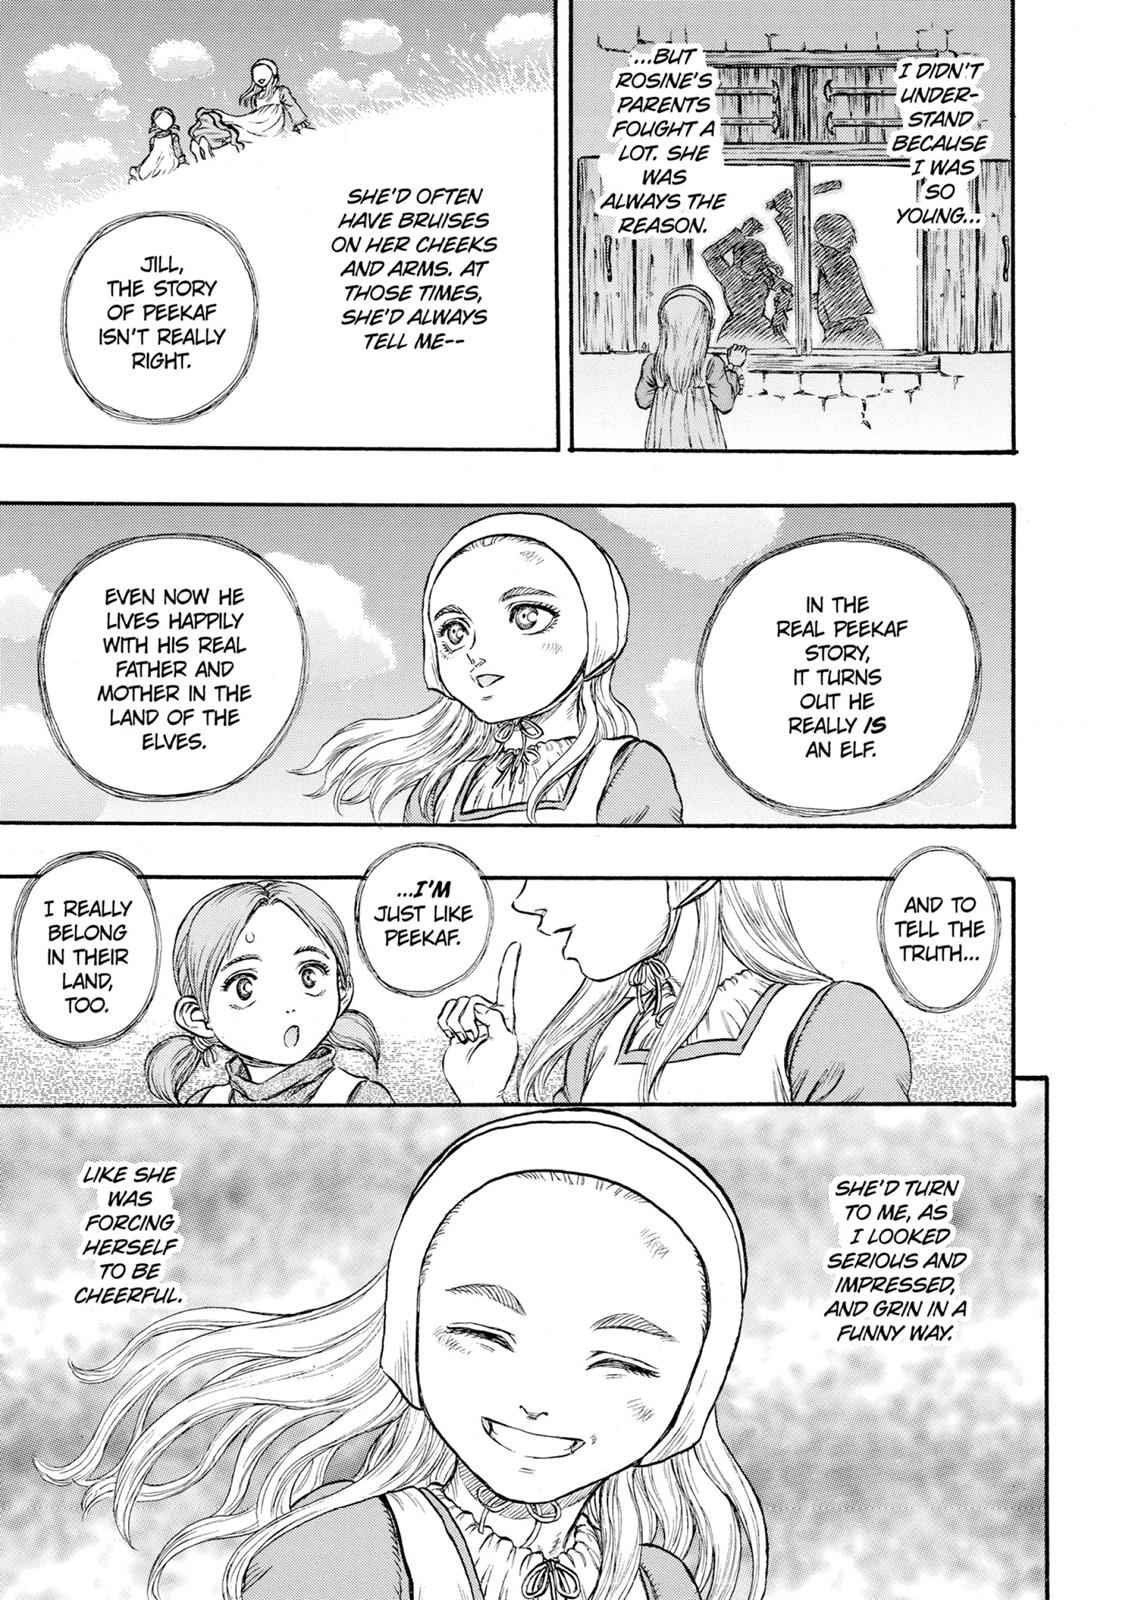 I DIDN'T
UNDER-
STAND
BECAUSE
I WAS
SO
YOUNG...
...BUT
ROSINE'S
PARENTS
FOUGHT A
LOT. SHE
WAS
ALWAYS THE
REASON.
SHE'D OFTEN
HAVE BRUISES
ON HER CHEEKS
AND ARMS. AT
THOSE TIMES,
SHE'D ALWAYS
TELL ME--
JILL,
THE STORY
OF PEEKAF
ISN'T REALLY
RIGHT.
IN THE
REAL PEEKAF
STORY,
IT TURNS
OUT HE
REALLY IS
AN ELF.
EVEN NOW HE
LIVES HAPPILY
WITH HIS REAL
FATHER AND
MOTHER IN THE
LAND OF THE
ELVES.
AND TO
TELL THE
TRUTH...
...I'M
JUST LIKE
PEEKAF.
I REALLY
BELONG
IN THEIR
LAND,
TOO.
SHE'D TURN
TO ME, AS
I LOOKED
SERIOUS AND
IMPRESSED,
AND GRIN IN A
FUNNY WAY.
LIKE SHE
WAS
FORCING
HERSELF
TO BE
CHEERFUL.